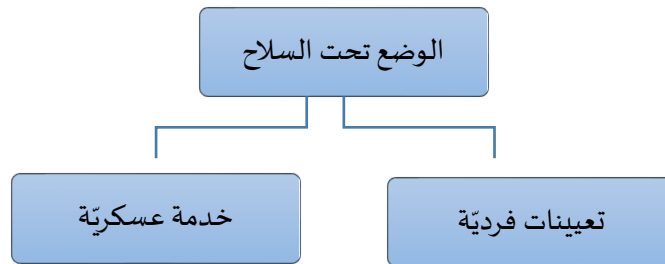 الوضع تحت السلاح
تعيينات فرديّة
خدمة عسكريّة